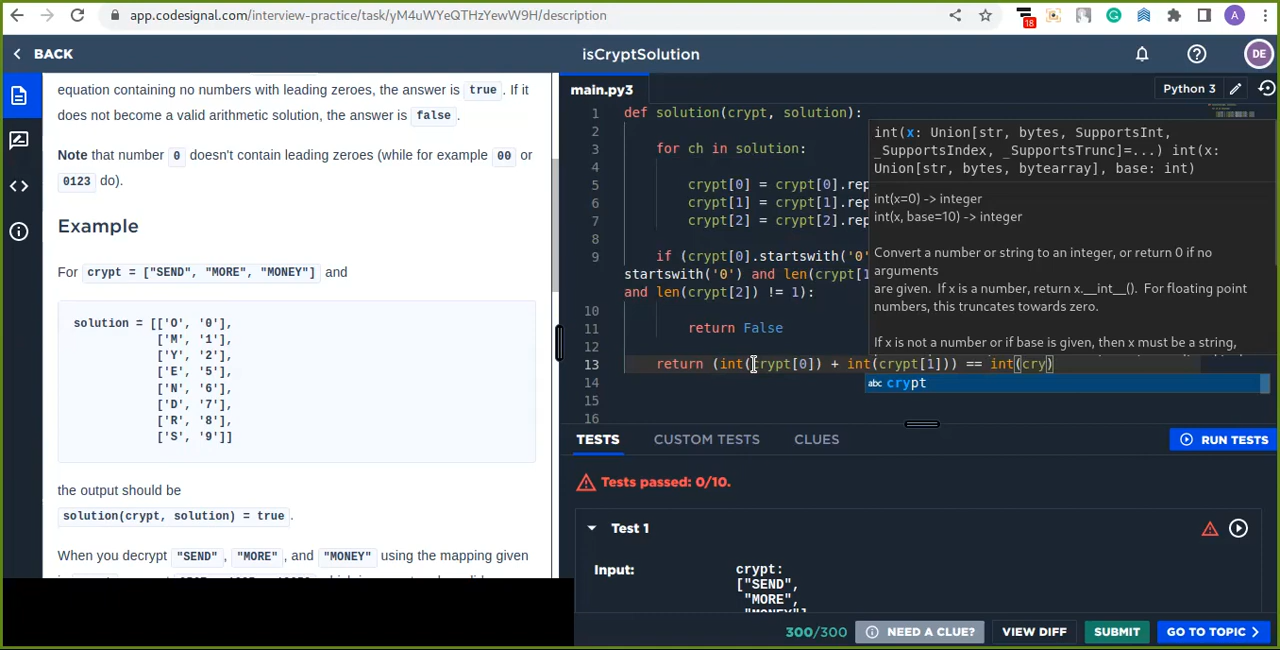 app.codesignal.com/interview-practice/task/yM4uWYeQTHzYewW9H/description
18
A
BACK
isCryptSolution
DE
equation containing no numbers with leading zeroes, the answer is true . If it
does not become a valid arithmetic solution, the answer is false .
Note that number 0 doesn't contain leading zeroes (while for example 00 or
0123 do).
Example
For crypt = ["SEND", "MORE", "MONEY"] and
solution = [['O', '0'],
['M', '1'],
['Y', '2'],
['E', '5'],
['N', '6'],
['D', '7'],
['R', '8'],
['S', '9']]
the output should be
solution(crypt, solution) = true .
When you decrypt "SEND" , "MORE" , and "MONEY" using the mapping given
main.py3
Python 3
1 def solution(crypt, solution):
2
3 for ch in solution:
4
5 crypt[0] = crypt[0].rep
6 crypt[1] = crypt[1].rep
7 crypt[2] = crypt[2].rep
8
9 if (crypt[0].startswith('0'
startswith('0') and len(crypt[1
and len(crypt[2]) != 1):
10
11 return False
12
13 return (int(crypt[0]) + int(crypt[1])) == int(cry)
14
15
16
int(x: Union[str, bytes, SupportsInt,
_SupportsIndex, _SupportsTrunc]=...) int(x:
Union[str, bytes, bytearray], base: int)
int(x=0) -> integer
int(x, base=10) -> integer
Convert a number or string to an integer, or return 0 if no
arguments
are given. If x is a number, return x.__int__(). For floating point
numbers, this truncates towards zero.
If x is not a number or if base is given, then x must be a string,
abc crypt
TESTS
CUSTOM TESTS
CLUES
RUN TESTS
Tests passed: 0/10.
Test 1
Input:
crypt:
["SEND",
"MORE",
"MONEY"]
300/300
NEED A CLUE?
VIEW DIFF
SUBMIT
GO TO TOPIC